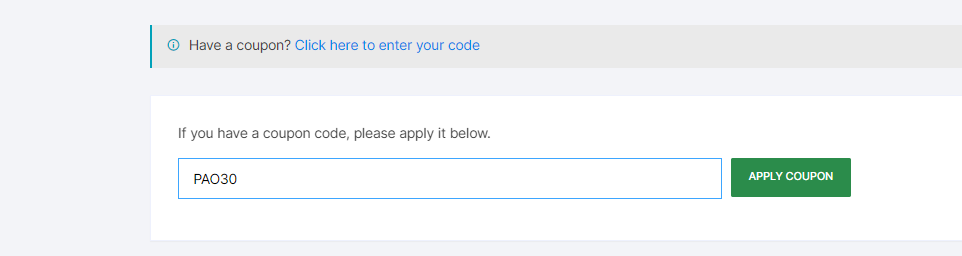 Have a coupon? Click here to enter your code
If you have a coupon code, please apply it below.
PAO30
APPLY COUPON